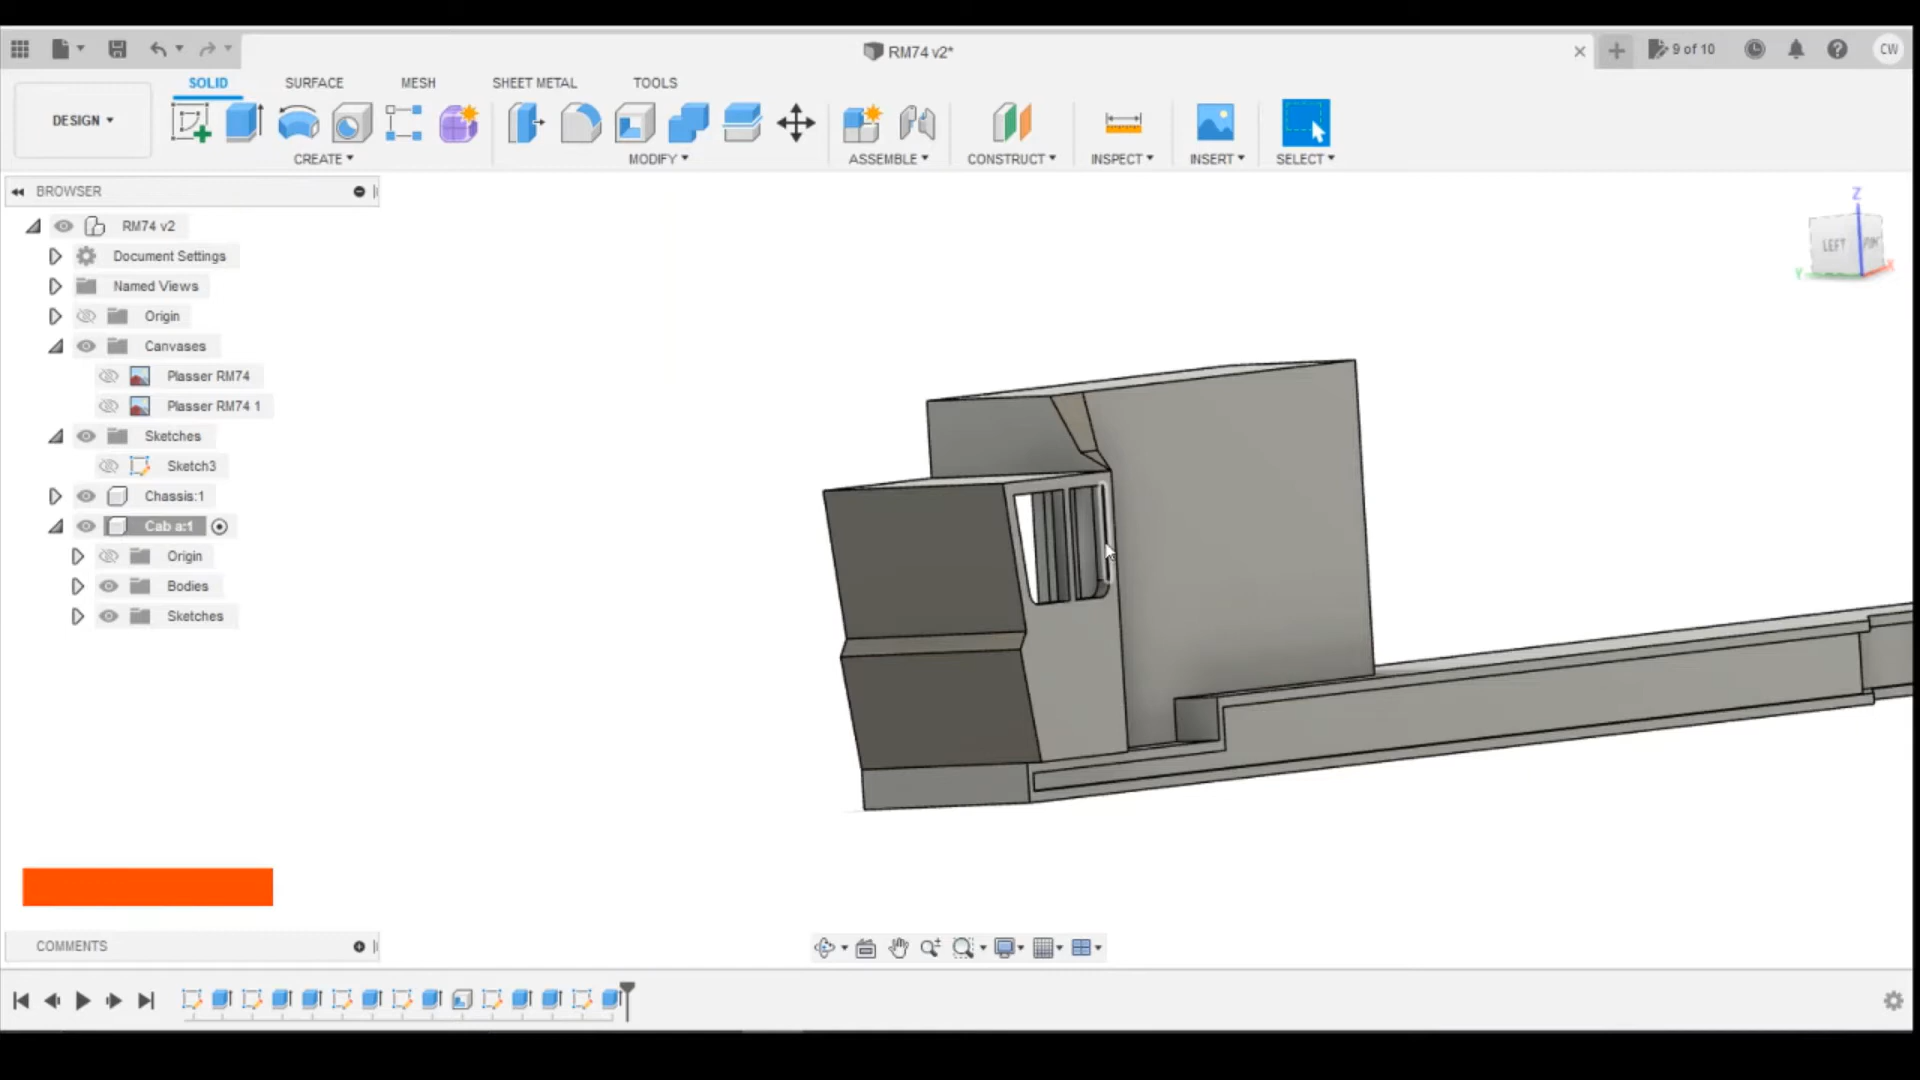 RM74 v2*
9 of 10
CW
DESIGN
SOLID SURFACE MESH SHEET METAL TOOLS
CREATE MODIFY ASSEMBLE CONSTRUCT INSPECT INSERT SELECT
BROWSER
RM74 v2
Document Settings
Named Views
Origin
Canvases
Plasser RM74
Plasser RM74 1
Sketches
Sketch3
Chassis:1
Cab a:1
Origin
Bodies
Sketches
Z
LEFT
Y
X
COMMENTS